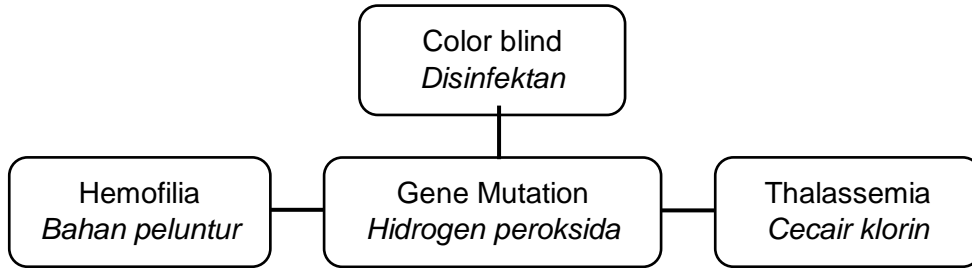 Color blind
Disinfektan
Hemofilia
Bahan peluntur
Gene Mutation
Hidrogen peroksida
Thalassemia
Cecair klorin